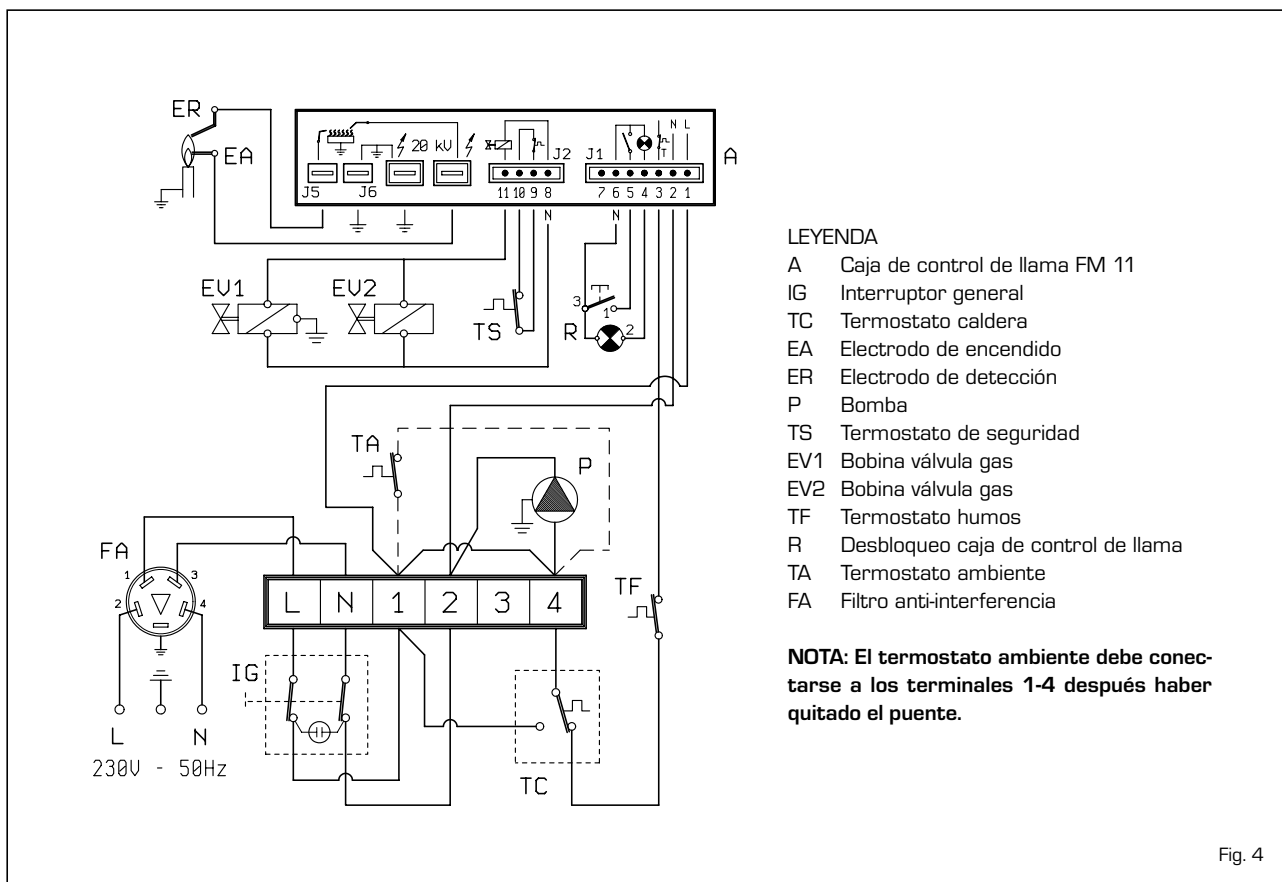 ER
EA
20 kV
J5
J6
J2
J1
N L
T
A
11 10 9 8
7 6 5 4 3 2 1
N
N
EV1
EV2
TS
3
1
R
2
TA
P
FA
1
3
2
4
L N 1 2 3 4
TF
IG
TC
L
N
230V - 50Hz
LEYENDA
A Caja de control de llama FM 11
IG Interruptor general
TC Termostato caldera
EA Electrodo de encendido
ER Electrodo de detección
P Bomba
TS Termostato de seguridad
EV1 Bobina válvula gas
EV2 Bobina válvula gas
TF Termostato humos
R Desbloqueo caja de control de llama
TA Termostato ambiente
FA Filtro anti-interferencia
NOTA: El termostato ambiente debe conec-
tarse a los terminales 1-4 después haber
quitado el puente.
Fig. 4